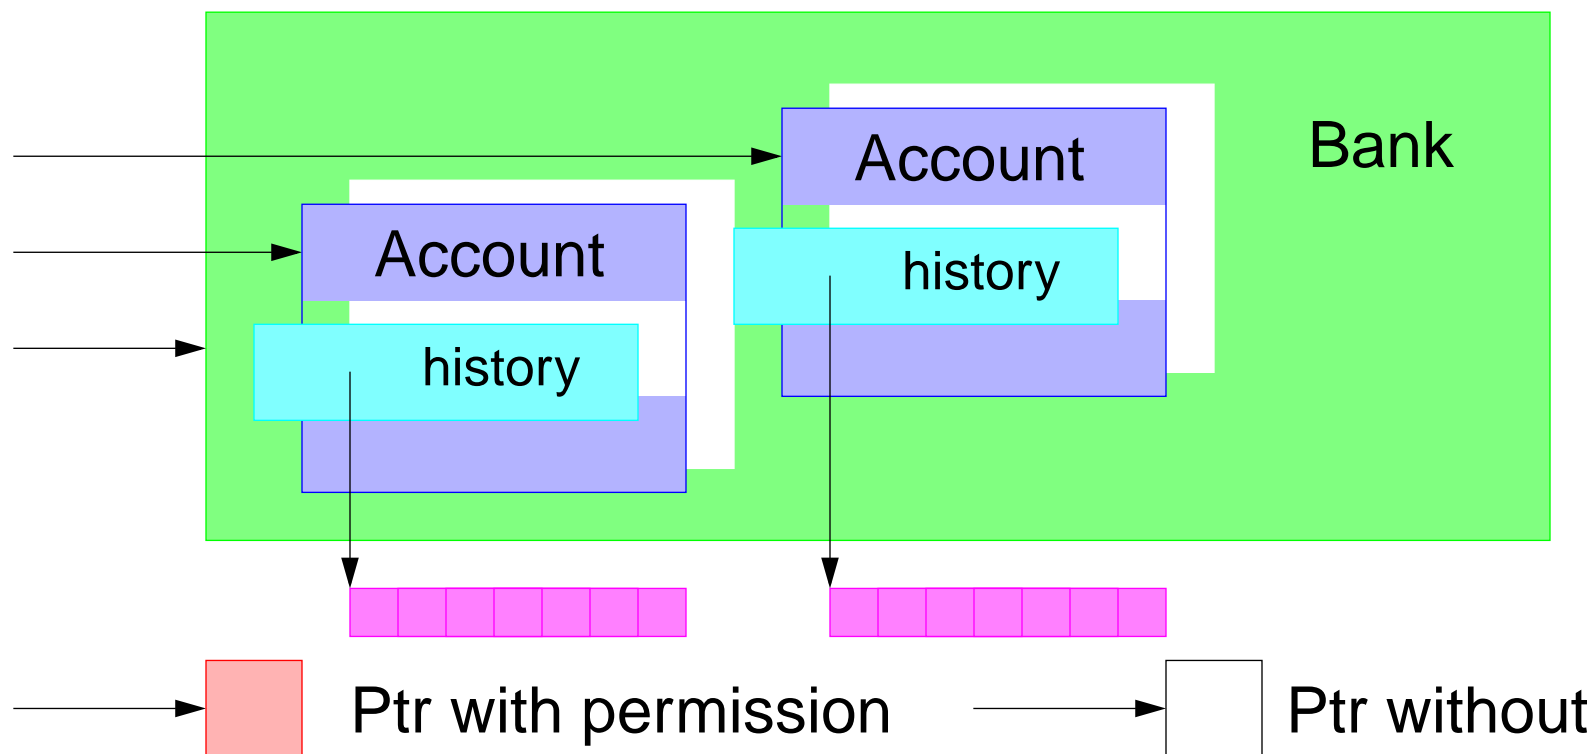 Bank
Account
Account
history
history
Ptr with permission
Ptr without